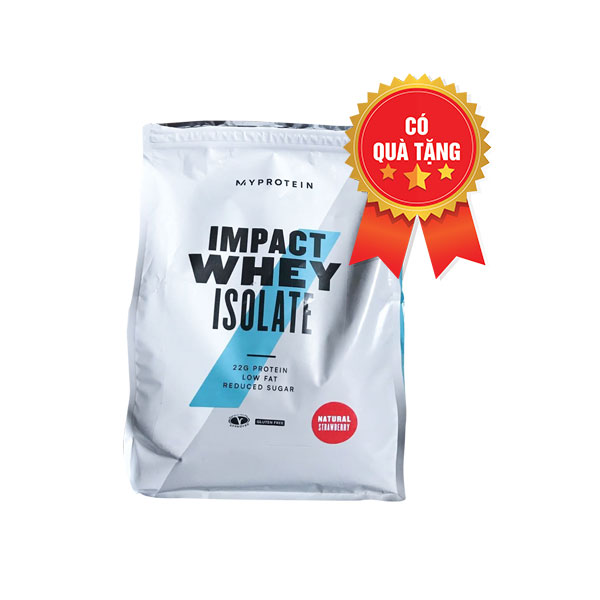 CÓ
QUÀ TẶNG
MYPROTEIN
IMPACT
WHEY
ISOLATE
22G PROTEIN
LOW FAT
REDUCED SUGAR
GLUTEN FREE
NATURAL
STRAWBERRY